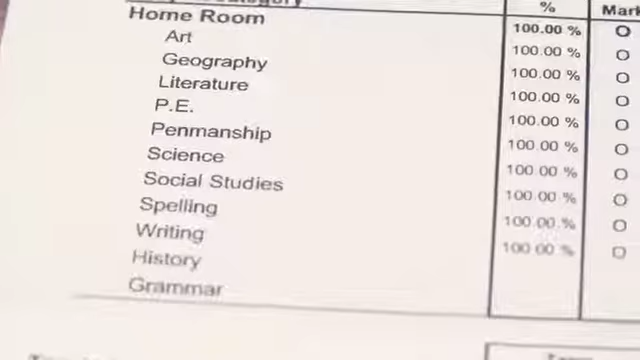 % Mark
Home Room 100.00 % O
Art 100.00 % O
Geography 100.00 % O
Literature 100.00 % O
P.E. 100.00 % O
Penmanship 100.00 % O
Science 100.00 % O
Social Studies 100.00 % O
Spelling 100.00 % O
Writing 100.00 % O
History
Grammar